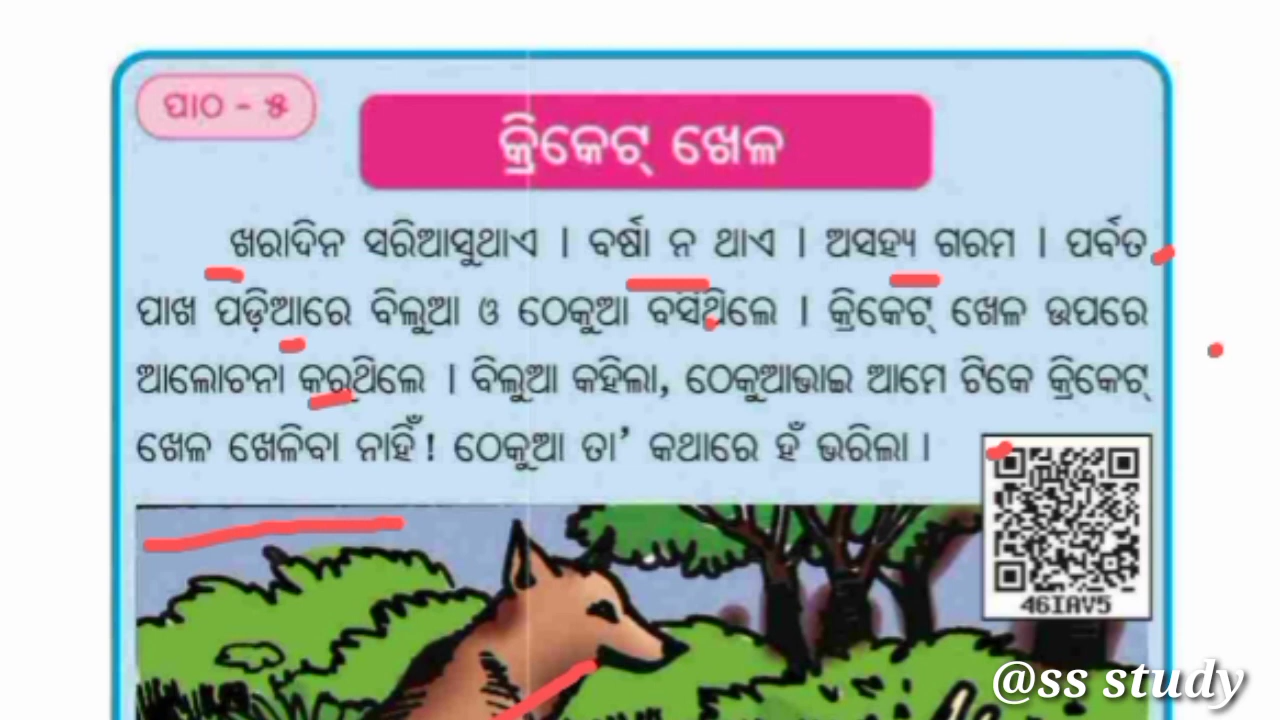 ପାଠ - ୫
କ୍ରିକେଟ୍ ଖେଳ
ଖରାଦିନ ସରିଆସୁଥାଏ । ବର୍ଷା ନ ଥାଏ । ଅସହ୍ୟ ଗରମ । ପର୍ବତ
ପାଖ ପଡ଼ିଆରେ ବିଲୁଆ ଓ ଠେକୁଆ ବସିଥିଲେ । କ୍ରିକେଟ୍ ଖେଳ ଉପରେ
ଆଲୋଚନା କରୁଥିଲେ । ବିଲୁଆ କହିଲା, ଠେକୁଆଭାଇ ଆମେ ଟିକେ କ୍ରିକେଟ୍
ଖେଳ ଖେଳିବା ନାହିଁ! ଠେକୁଆ ତା’ କଥାରେ ହଁ ଭରିଲା।
46IAV5
@ss study